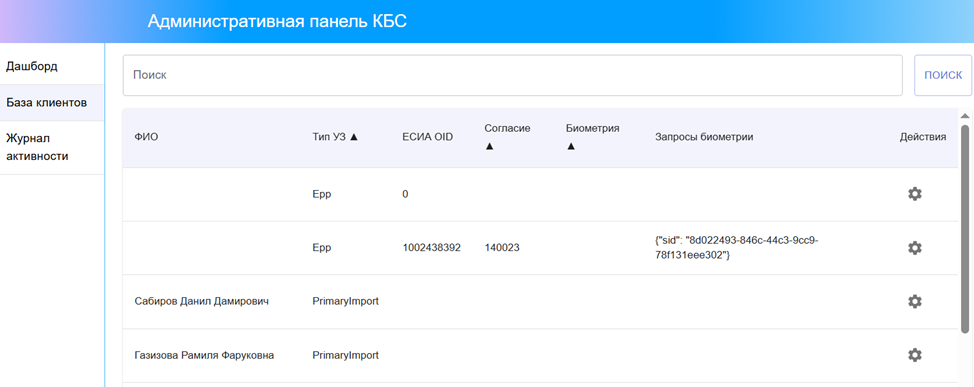 Административная панель КБС
Дашборд
База клиентов
Журнал
активности
Поиск
ПОИСК
ФИО
Тип УЗ ▲
ЕСИА OID
Согласие
▲
Биометрия
▲
Запросы биометрии
Действия
Epp
0
Epp
1002438392
140023
{"sid": "8d022493-846c-44c3-9cc9-
78f131eee302"}
Сабиров Данил Дамирович
PrimaryImport
Газизова Рамиля Фаруковна
PrimaryImport